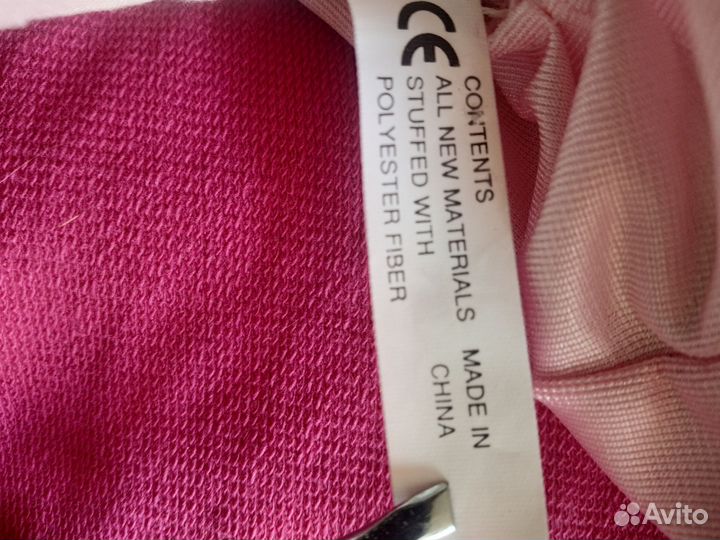 CE
CONTENTS
ALL NEW MATERIALS
STUFFED WITH
POLYESTER FIBER
MADE IN
CHINA
Avito